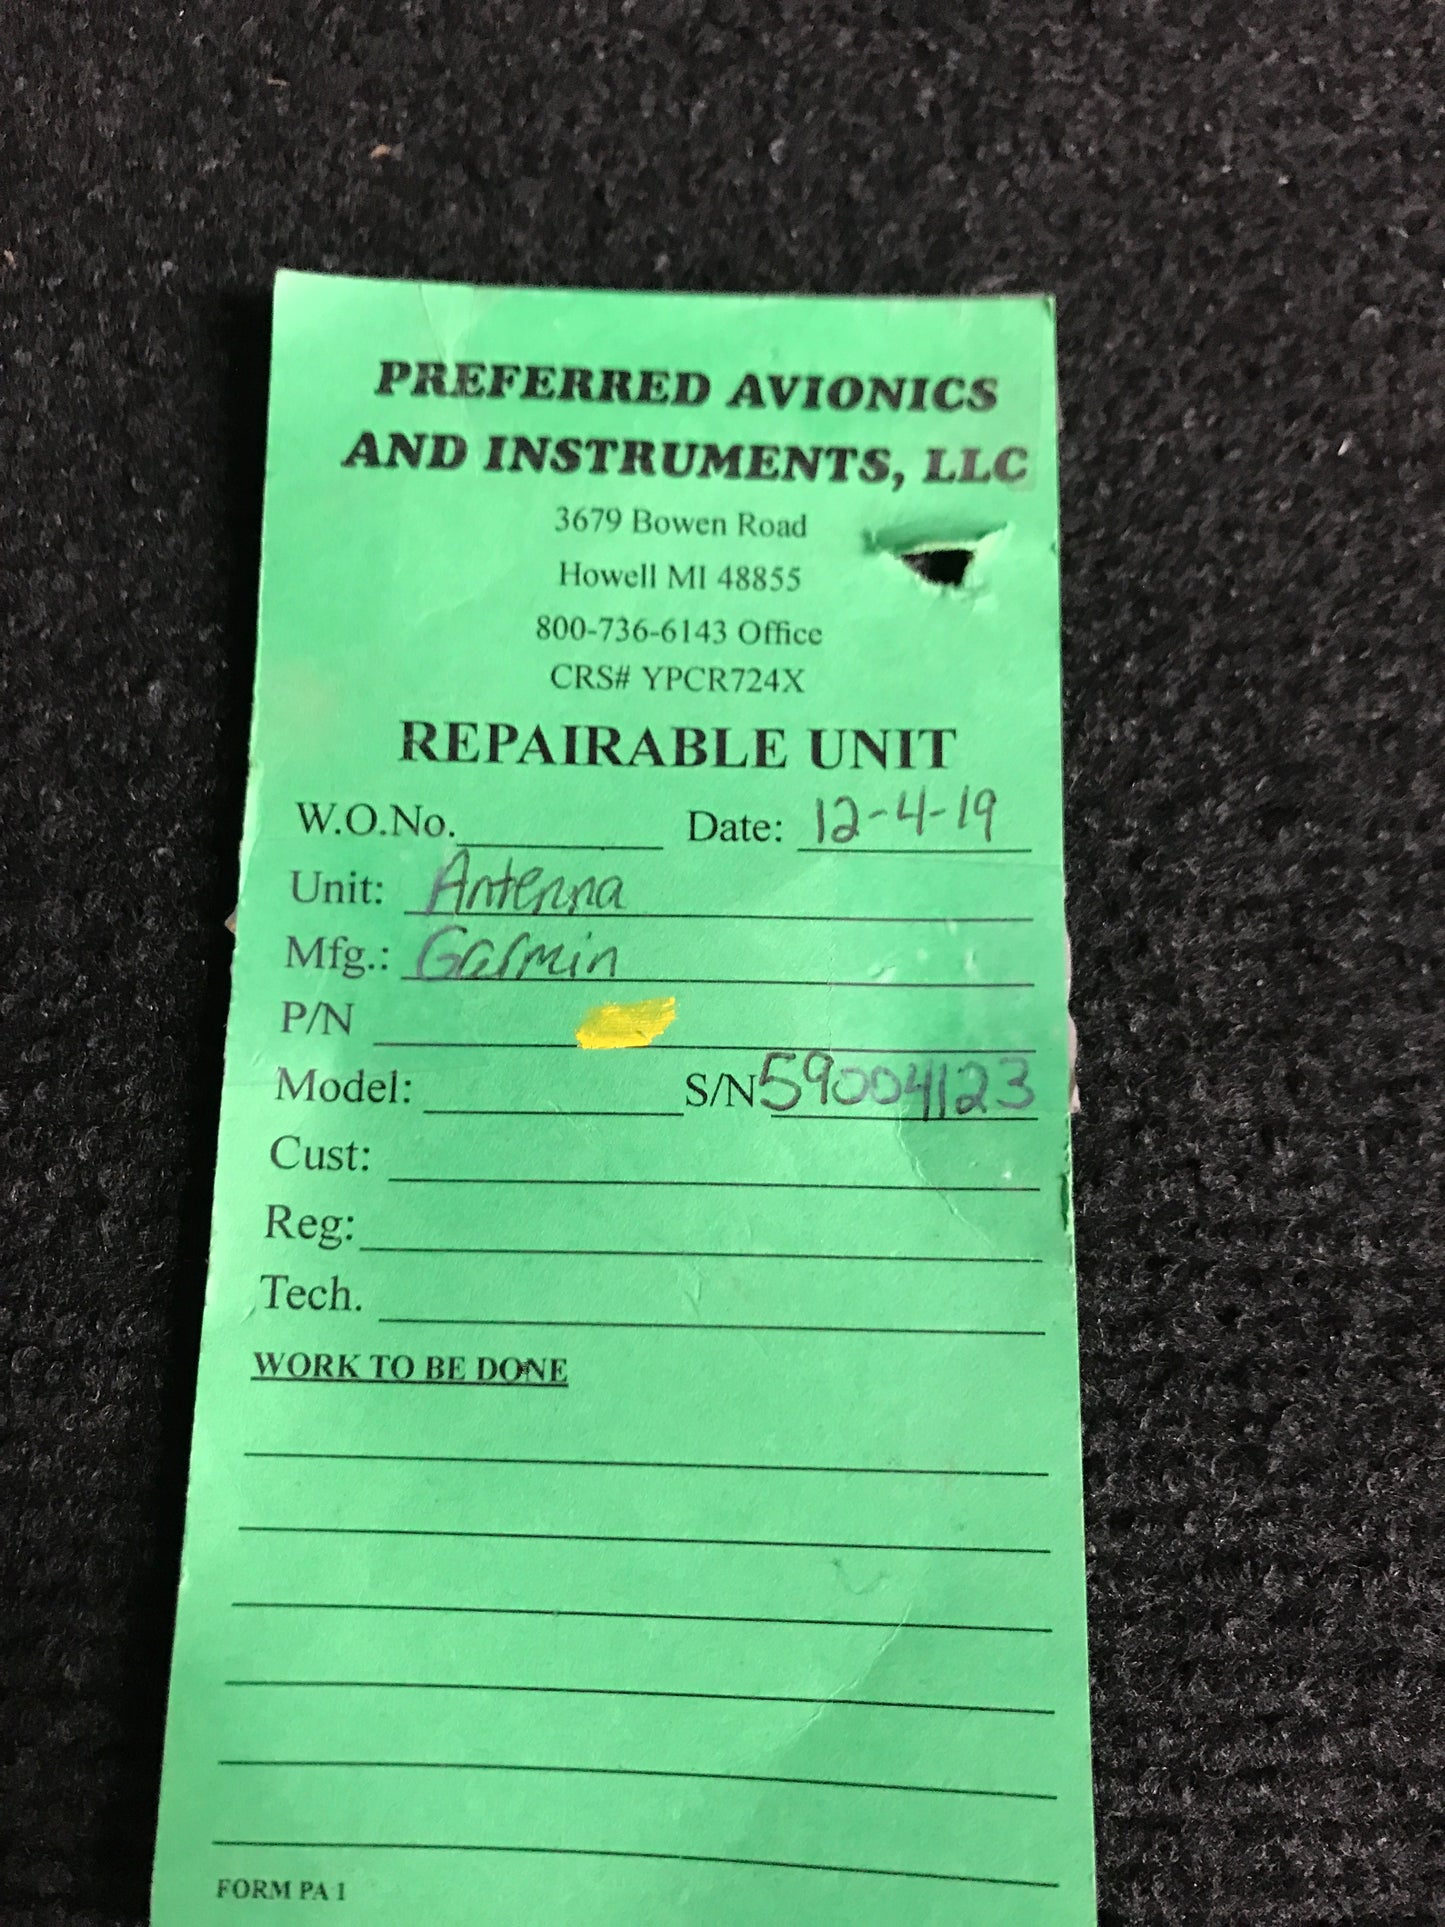 PREFERRED AVIONICS
AND INSTRUMENTS, LLC
3679 Bowen Road
Howell MI 48855
800-736-6143 Office
CRS# YPCR724X
REPAIRABLE UNIT
W.O.No. Date: 12-4-19
Unit: Antenna
Mfg.: Garmin
P/N
Model: S/N 59004123
Cust:
Reg:
Tech.
WORK TO BE DONE
FORM PA 1